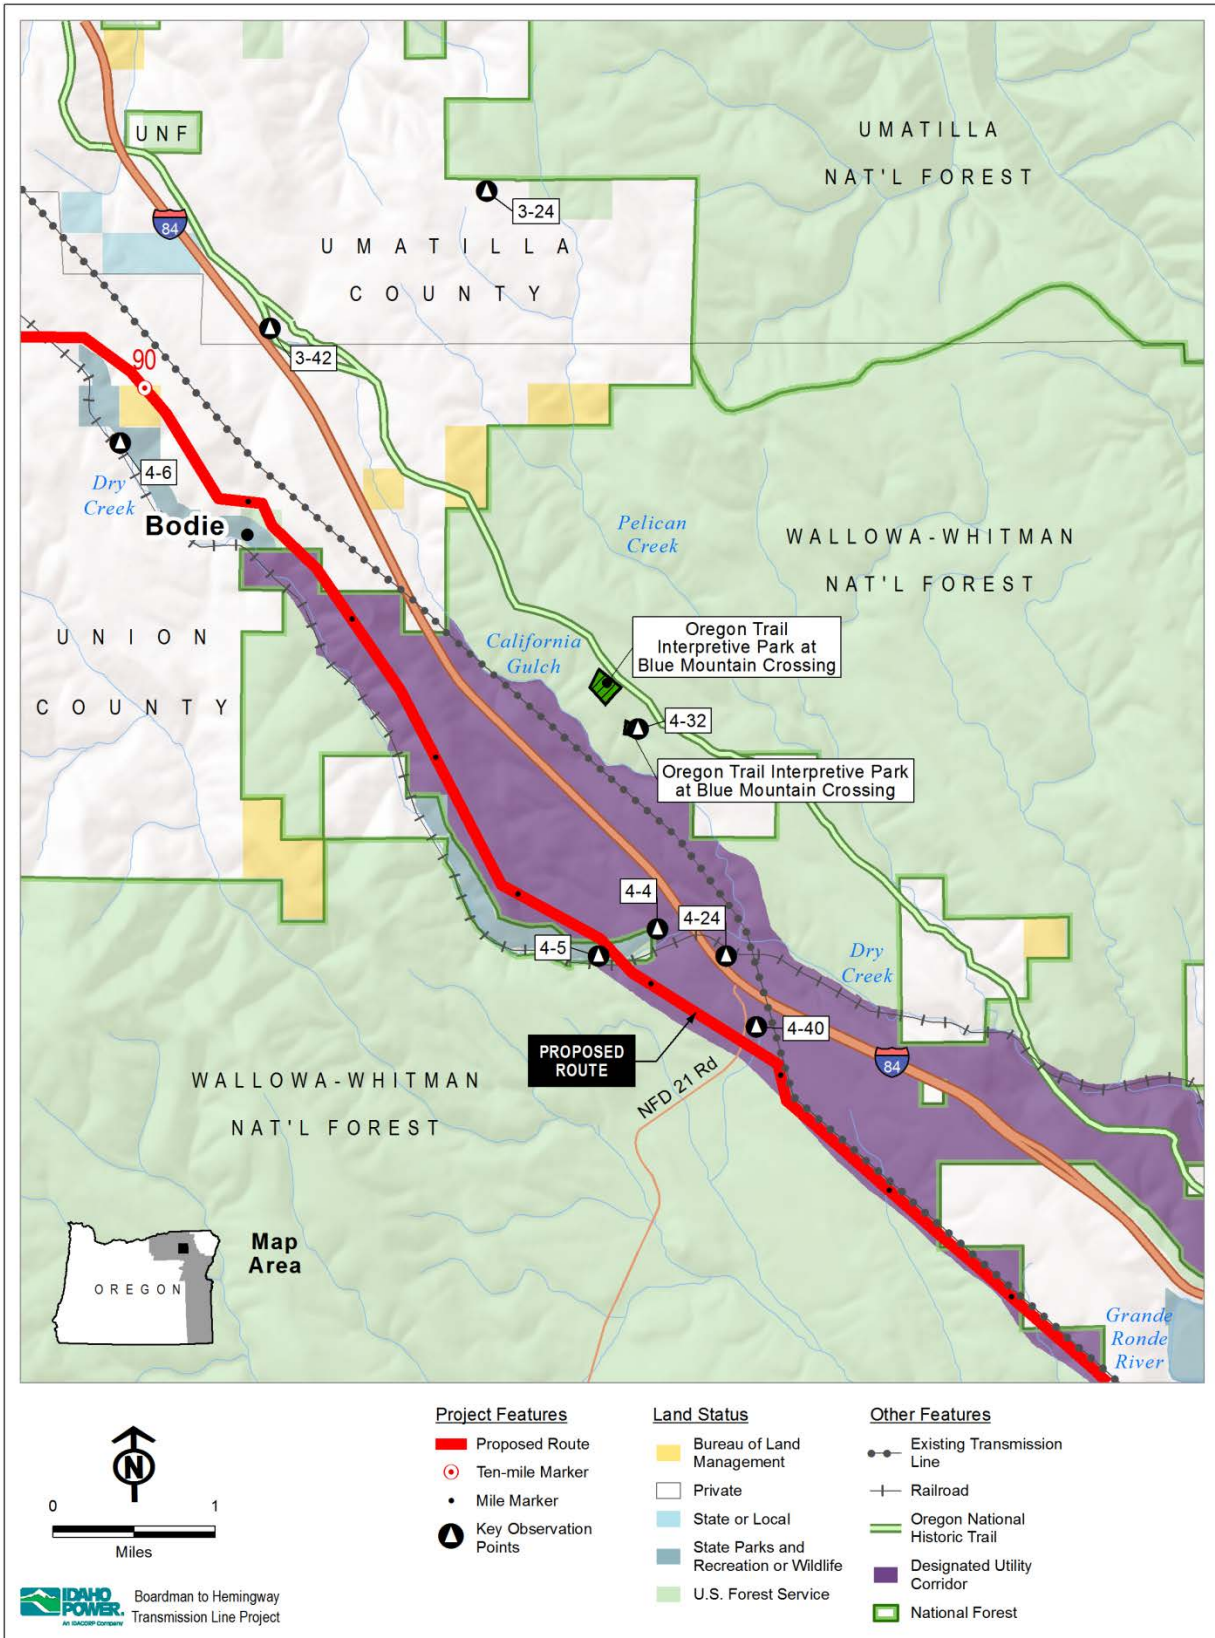 UNF
UMATILLA
NAT'L FOREST
3-24
84
UMATILLA
COUNTY
3-42
90
4-6
Dry
Creek
Bodie
Pelican
Creek
WALLOWA-WHITMAN
NAT'L FOREST
UNION
COUNTY
California
Gulch
Oregon Trail
Interpretive Park at
Blue Mountain Crossing
4-32
Oregon Trail Interpretive Park
at Blue Mountain Crossing
4-4
4-24
4-5
Dry
Creek
4-40
PROPOSED
ROUTE
84
NFD 21 Rd
WALLOWA-WHITMAN
NAT'L FOREST
Map
Area
OREGON
Grande
Ronde
River
N
0 1
Miles
IDAHO
POWER.
An IDACORP Company
Boardman to Hemingway
Transmission Line Project
Project Features
Proposed Route
Ten-mile Marker
Mile Marker
Key Observation
Points
Land Status
Bureau of Land
Management
Private
State or Local
State Parks and
Recreation or Wildlife
U.S. Forest Service
Other Features
Existing Transmission
Line
Railroad
Oregon National
Historic Trail
Designated Utility
Corridor
National Forest